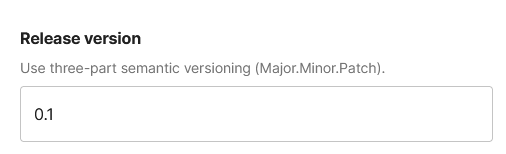 Release version
Use three-part semantic versioning (Major.Minor.Patch).
0.1